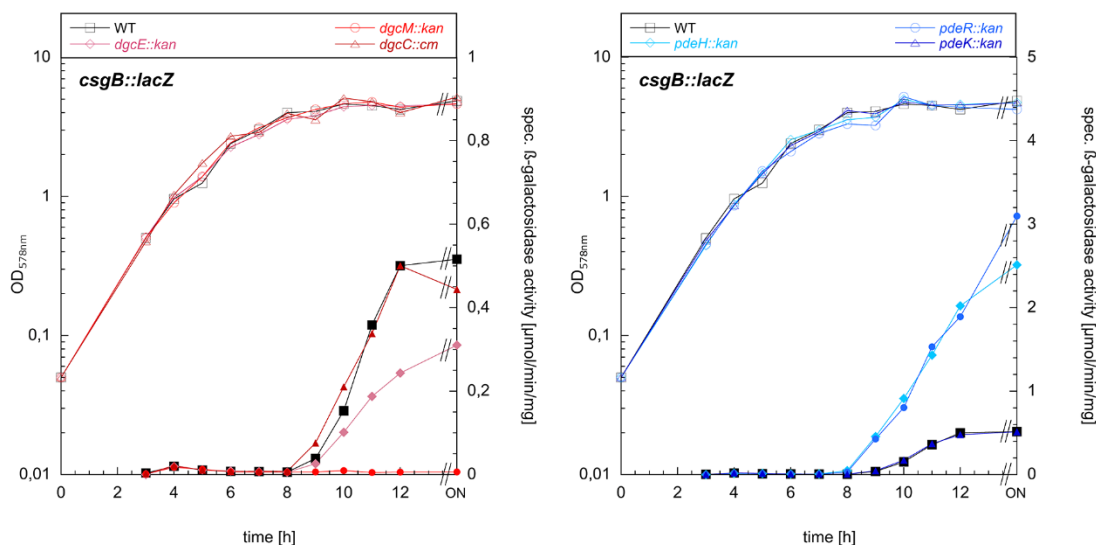 WT
dgcM::kan
dgcE::kan
dgcC::cm
10
1
csgB::lacZ
0,8
1
0,6
OD578nm
spec. ß-galactosidase activity [µmol/min/mg]
0,4
0,1
0,2
0,01
0
0
2
4
6
8
10
12
ON
time [h]
WT
pdeR::kan
pdeH::kan
pdeK::kan
10
5
csgB::lacZ
4
1
3
OD578nm
spec. ß-galactosidase activity [µmol/min/mg]
2
0,1
1
0,01
0
0
2
4
6
8
10
12
ON
time [h]